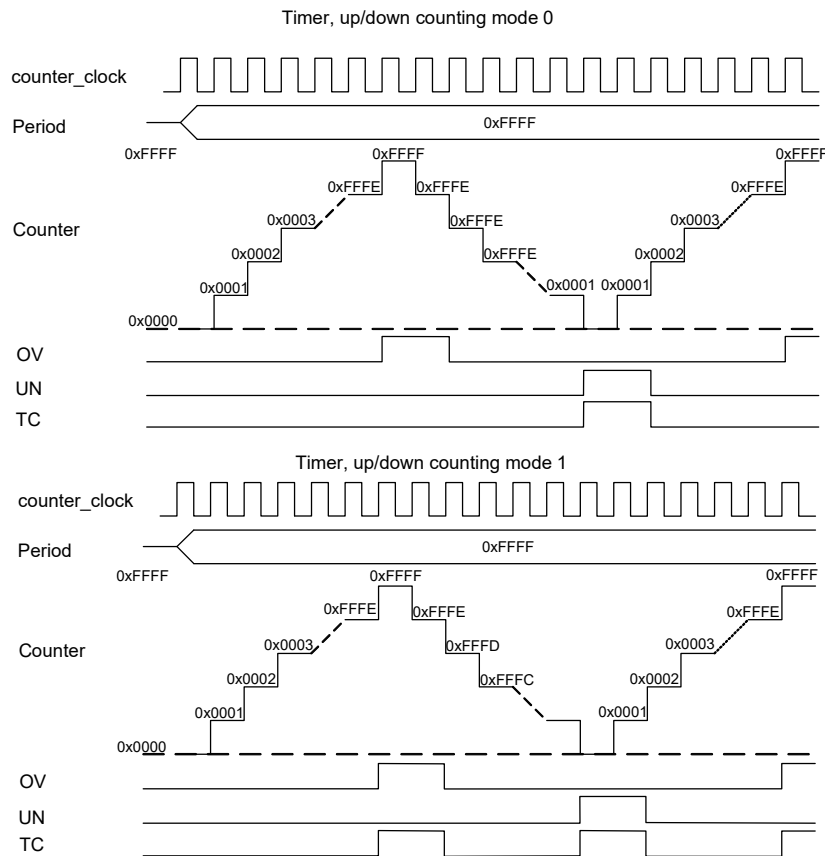 Timer, up/down counting mode 0
counter_clock
Period
0xFFFF
0xFFFF
0xFFFF
0xFFFF
0xFFFE
0xFFFE
0xFFFE
0x0003
0xFFFE
0x0003
Counter
0x0002
0xFFFE
0x0002
0x0001
0x0001
0x0001
0x0000
OV
UN
TC
Timer, up/down counting mode 1
counter_clock
Period
0xFFFF
0xFFFF
0xFFFF
0xFFFF
0xFFFE
0xFFFE
0xFFFE
0x0003
0xFFFD
0x0003
Counter
0x0002
0xFFFC
0x0002
0x0001
0x0001
0x0000
OV
UN
TC